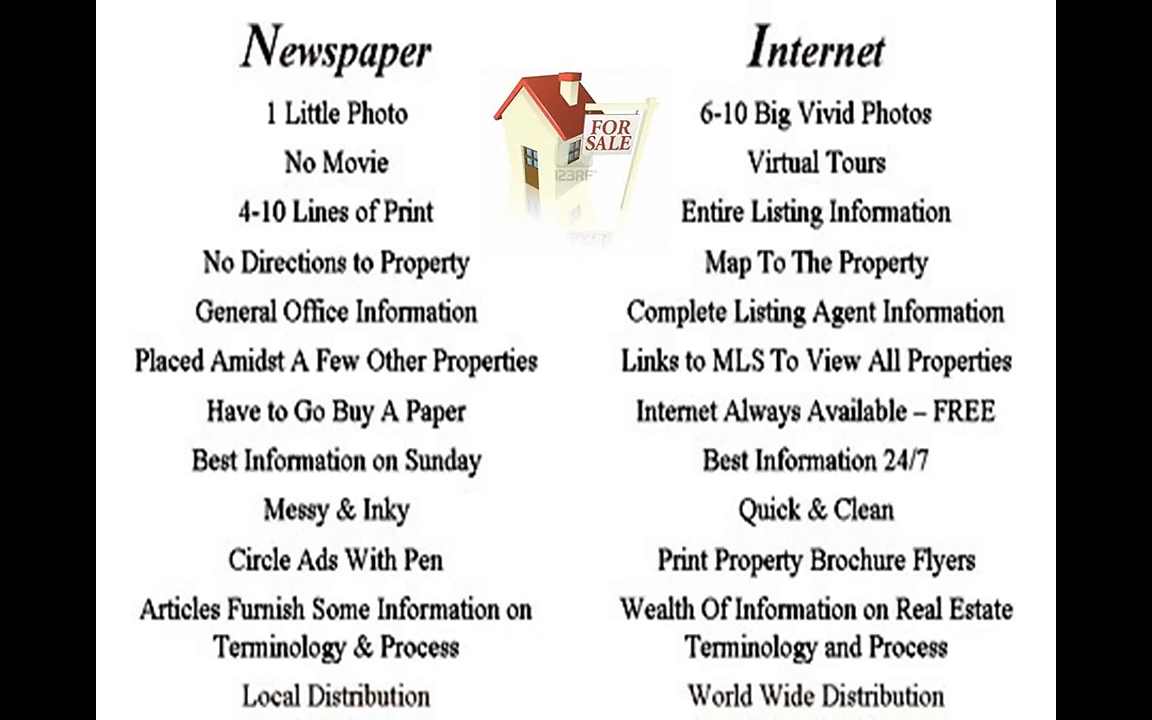 Newspaper
Internet
1 Little Photo
6-10 Big Vivid Photos
FOR
SALE
No Movie
Virtual Tours
123RF
4-10 Lines of Print
Entire Listing Information
No Directions to Property
Map To The Property
General Office Information
Complete Listing Agent Information
Placed Amidst A Few Other Properties
Links to MLS To View All Properties
Have to Go Buy A Paper
Internet Always Available – FREE
Best Information on Sunday
Best Information 24/7
Messy & Inky
Quick & Clean
Circle Ads With Pen
Print Property Brochure Flyers
Articles Furnish Some Information on
Terminology & Process
Wealth Of Information on Real Estate
Terminology and Process
Local Distribution
World Wide Distribution